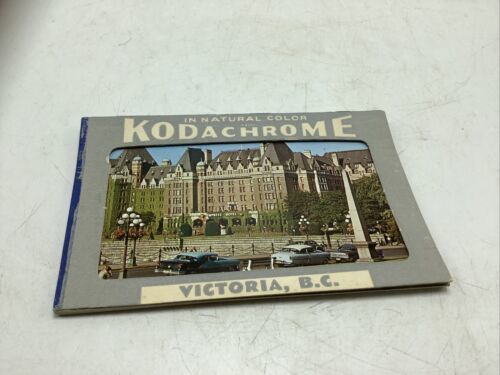 IN NATURAL COLOR
KODACHROME
VICTORIA, B.C.